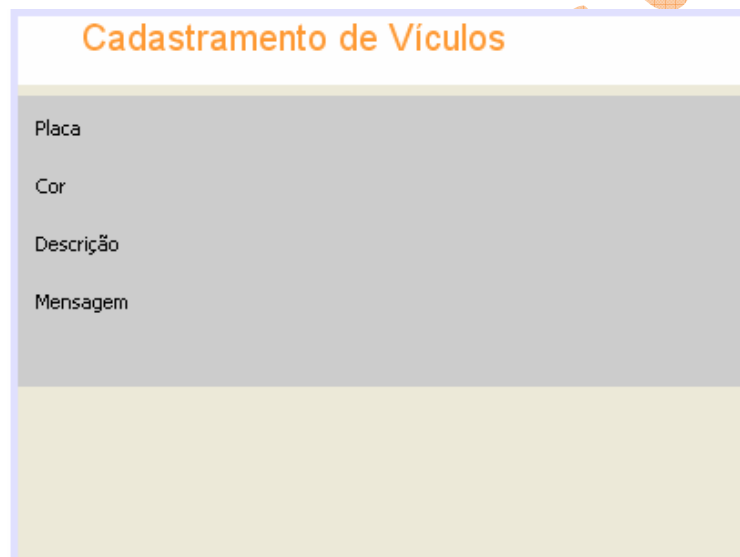 Cadastramento de Vículos
Placa
Cor
Descrição
Mensagem